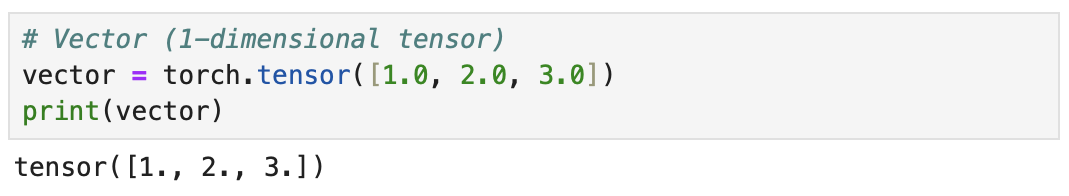 # Vector (1-dimensional tensor)
vector = torch.tensor([1.0, 2.0, 3.0])
print(vector)
tensor([1., 2., 3.])